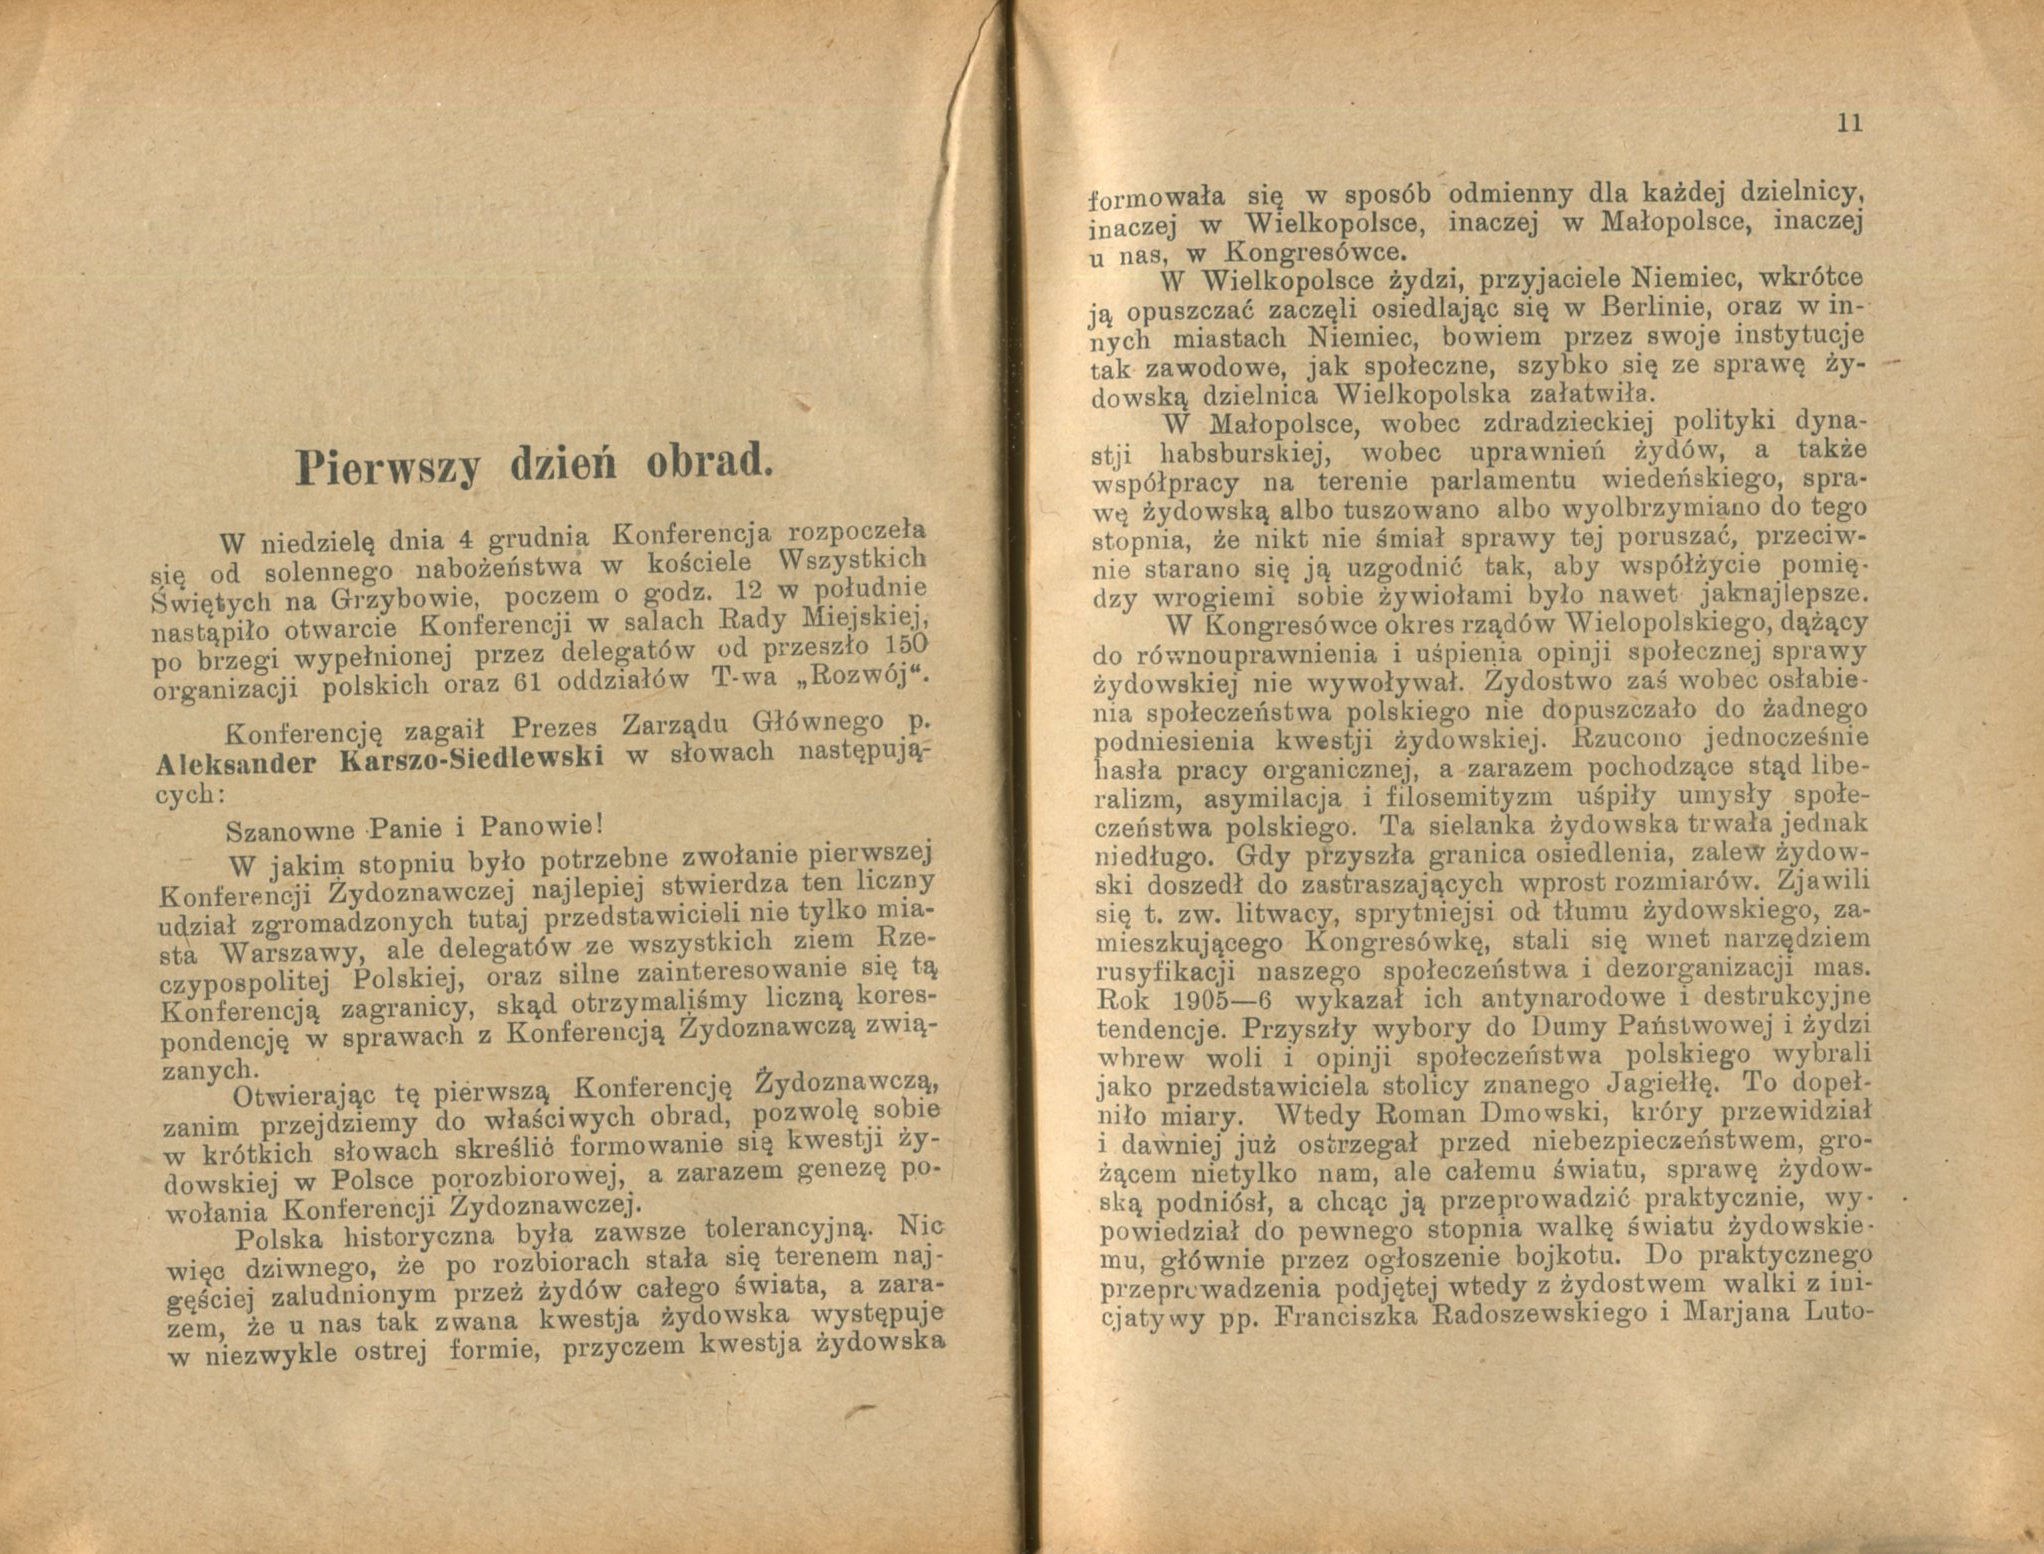 Pierwszy dzień obrad.
W niedzielę dnia 4 grudnia Konferencja rozpoczeła
się od solennego nabożeństwa w kościele Wszystkich
Świętych na Grzybowie, poczem o godz. 12 w południe
nastąpiło otwarcie Konferencji w salach Rady Miejskiej,
po brzegi wypełnionej przez delegatów od przeszło 150
organizacji polskich oraz 61 oddziałów T-wa „Rozwój“.
Konferencję zagaił Prezes Zarządu Głównego p.
Aleksander Karszo-Siedlewski w słowach następują-
cych:
Szanowne Panie i Panowie!
W jakim stopniu było potrzebne zwołanie pierwszej
Konferencji Żydoznawczej najlepiej stwierdza ten liczny
udział zgromadzonych tutaj przedstawicieli nie tylko mia-
sta Warszawy, ale delegatów ze wszystkich ziem Rze-
czypospolitej Polskiej, oraz silne zainteresowanie się tą
Konferencją zagranicy, skąd otrzymaliśmy liczną kores-
pondencję w sprawach z Konferencją Żydoznawczą zwią-
zanych.
Otwierając tę pierwszą Konferencję Żydoznawczą,
zanim przejdziemy do właściwych obrad, pozwolę sobie
w krótkich słowach skreślić formowanie się kwestji ży-
dowskiej w Polsce porozbiorowej, a zarazem genezę po-
wołania Konferencji Żydoznawczej.
Polska historyczna była zawsze tolerancyjną. Nic
więc dziwnego, że po rozbiorach stała się terenem naj-
gęściej zaludnionym przez żydów całego świata, a zara-
zem, że u nas tak zwana kwestja żydowska występuje
w niezwykle ostrej formie, przyczem kwestja żydowska
11
formowała się w sposób odmienny dla każdej dzielnicy,
inaczej w Wielkopolsce, inaczej w Małopolsce, inaczej
u nas, w Kongresówce.
W Wielkopolsce żydzi, przyjaciele Niemiec, wkrótce
ją opuszczać zaczęli osiedlając się w Berlinie, oraz w in-
nych miastach Niemiec, bowiem przez swoje instytucje
tak zawodowe, jak społeczne, szybko się ze sprawę ży-
dowską dzielnica Wielkopolska załatwiła.
W Małopolsce, wobec zdradzieckiej polityki dyna-
stji habsburskiej, wobec uprawnień żydów, a także
współpracy na terenie parlamentu wiedeńskiego, spra-
wę żydowską albo tuszowano albo wyolbrzymiano do tego
stopnia, że nikt nie śmiał sprawy tej poruszać, przeciw-
nie starano się ją uzgodnić tak, aby współżycie pomię-
dzy wrogiemi sobie żywiołami było nawet jaknajlepsze.
W Kongresówce okres rządów Wielopolskiego, dążący
do równouprawnienia i uśpienia opinji społecznej sprawy
żydowskiej nie wywoływał. Żydostwo zaś wobec osłabie-
nia społeczeństwa polskiego nie dopuszczało do żadnego
podniesienia kwestji żydowskiej. Rzucono jednocześnie
hasła pracy organicznej, a zarazem pochodzące stąd libe-
ralizm, asymilacja i filosemityzm uśpiły umysły społe-
czeństwa polskiego. Ta sielanka żydowska trwała jednak
niedługo. Gdy przyszła granica osiedlenia, zalew żydow-
ski doszedł do zastraszających wprost rozmiarów. Zjawili
się t. zw. litwacy, sprytniejsi od tłumu żydowskiego, za-
mieszkującego Kongresówkę, stali się wnet narzędziem
rusyfikacji naszego społeczeństwa i dezorganizacji mas.
Rok 1905—6 wykazał ich antynarodowe i destrukcyjne
tendencje. Przyszły wybory do Dumy Państwowej i żydzi
wbrew woli i opinji społeczeństwa polskiego wybrali
jako przedstawiciela stolicy znanego Jagiełłę. To dopeł-
niło miary. Wtedy Roman Dmowski, króry przewidział
i dawniej już ostrzegał przed niebezpieczeństwem, gro-
żącem nietylko nam, ale całemu światu, sprawę żydow-
ską podniósł, a chcąc ją przeprowadzić praktycznie, wy-
powiedział do pewnego stopnia walkę światu żydowskie-
mu, głównie przez ogłoszenie bojkotu. Do praktycznego
przeprowadzenia podjętej wtedy z żydostwem walki z ini-
cjatywy pp. Franciszka Radoszewskiego i Marjana Luto-